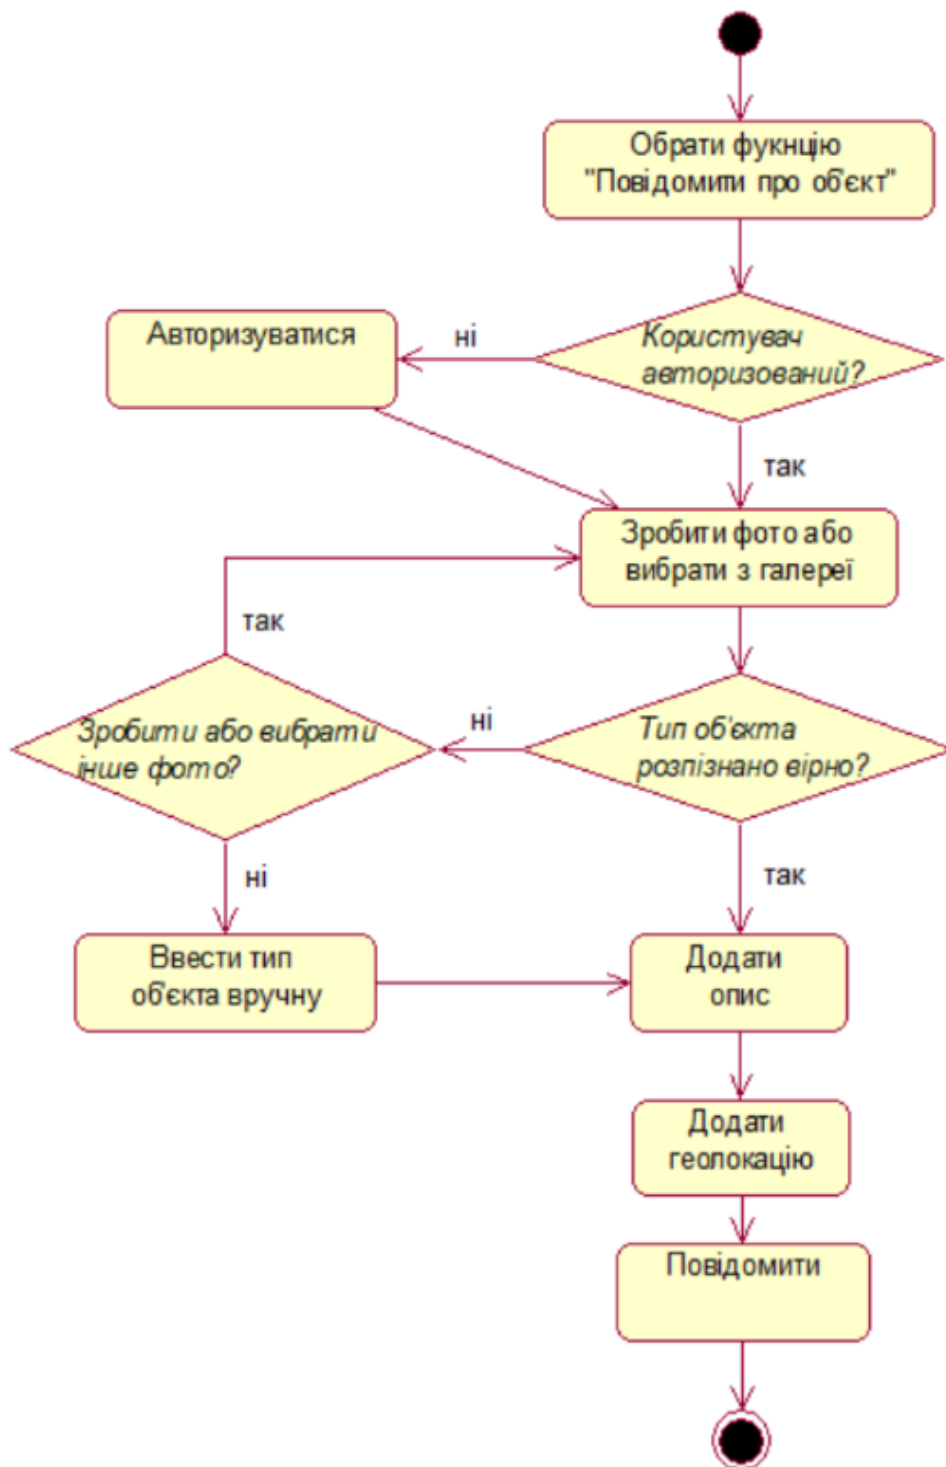 Обрати фукнцію
"Повідомити про об'єкт"
Авторизуватися
ні
Користувач
авторизований?
так
Зробити фото або
вибрати з галереї
так
Зробити або вибрати
інше фото?
ні
Тип об'єкта
розпізнано вірно?
ні
так
Ввести тип
об'єкта вручну
Додати
опис
Додати
геолокацію
Повідомити